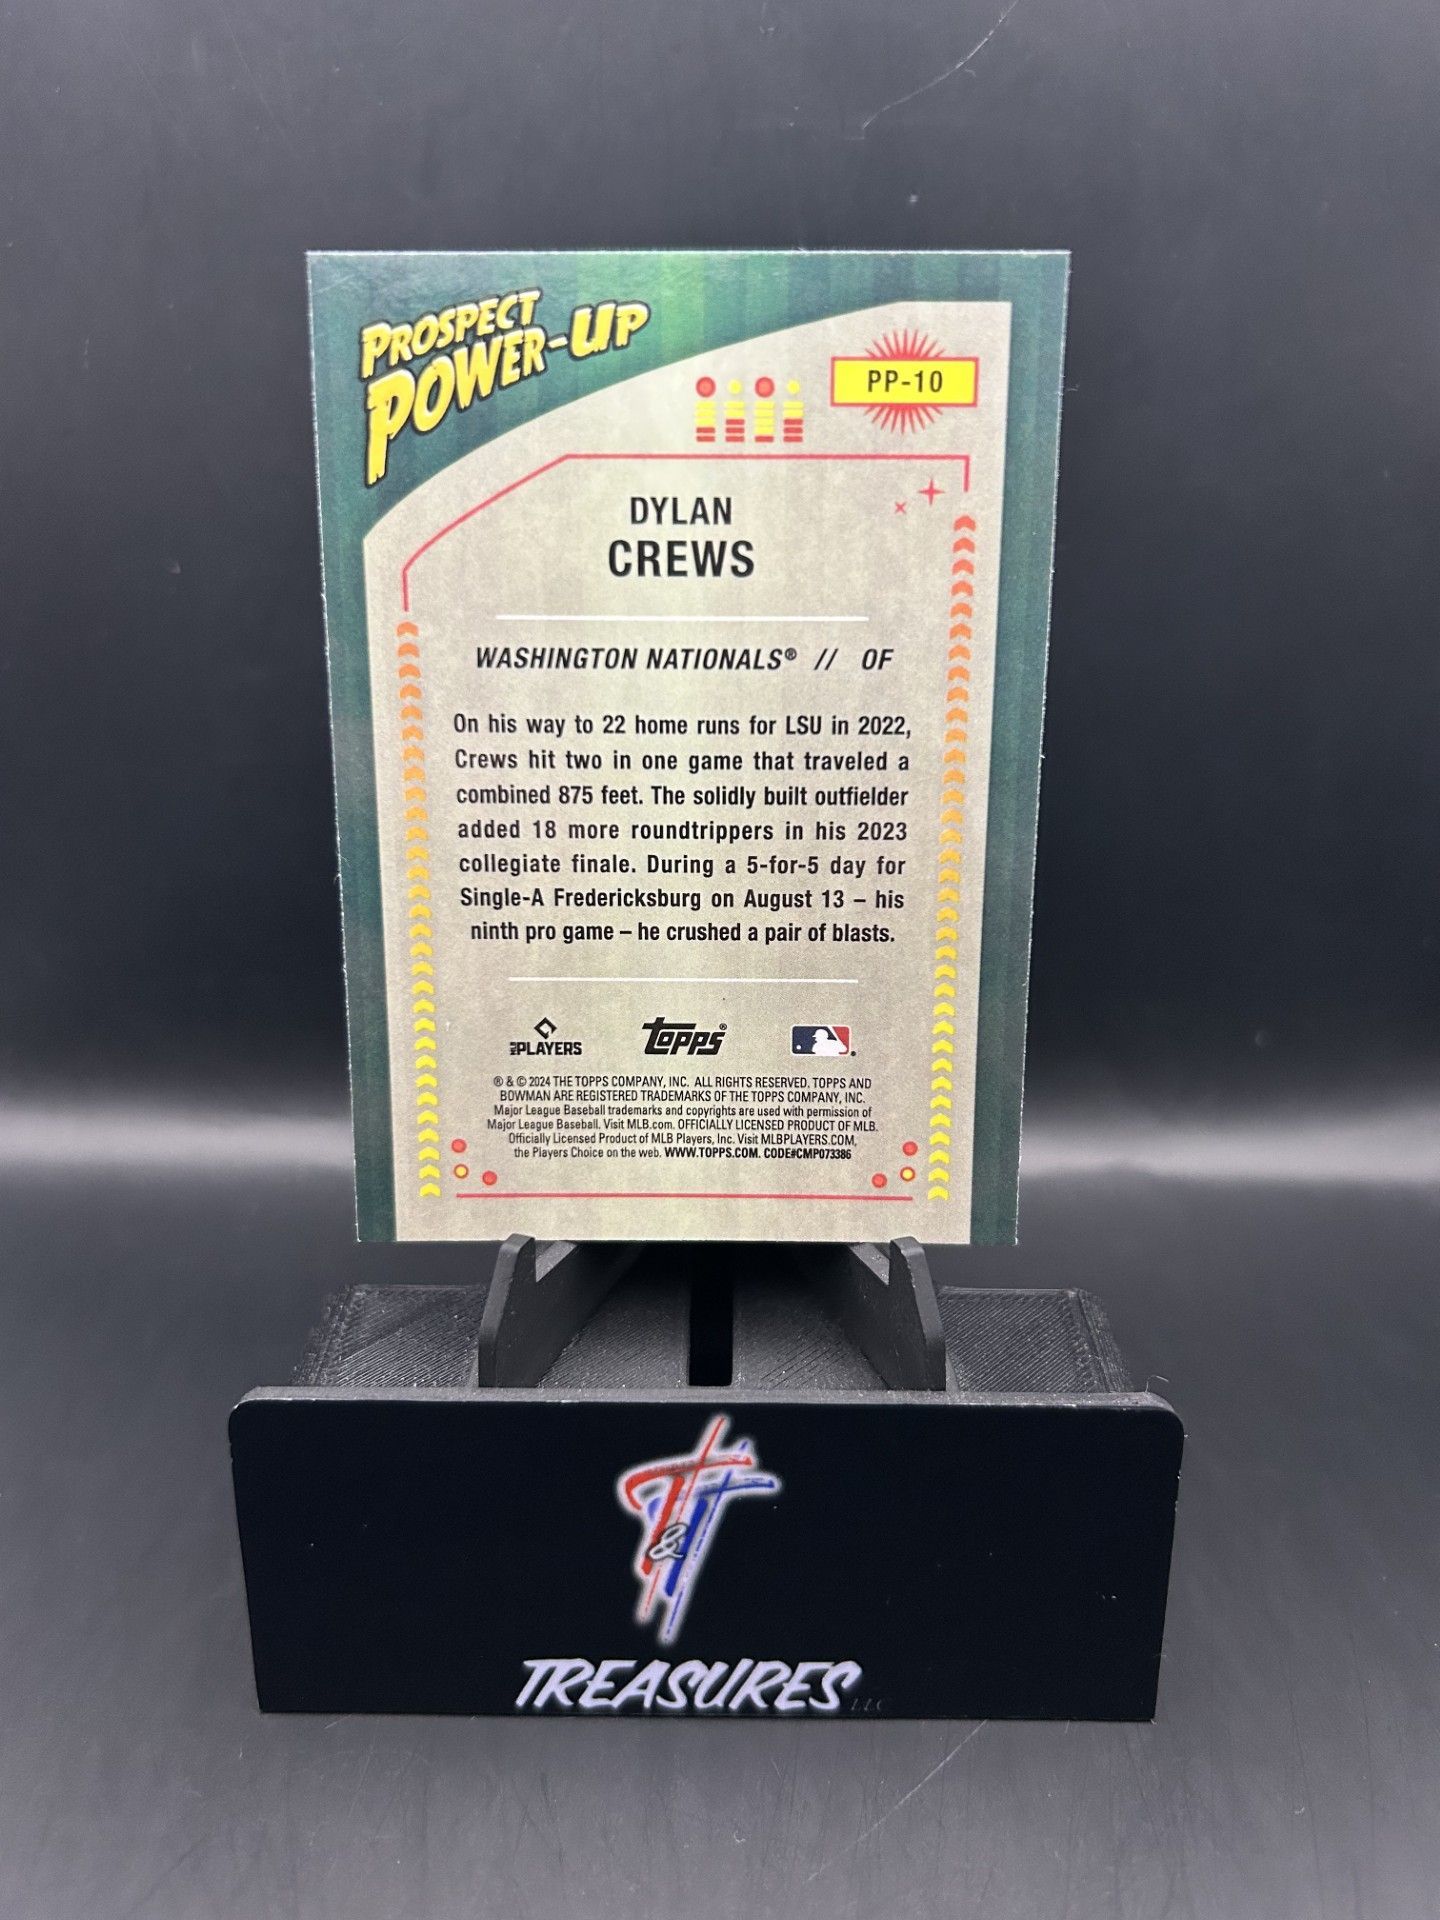 PROSPECT
POWER-UP
PP-10
DYLAN
CREWS
WASHINGTON NATIONALS® // OF
On his way to 22 home runs for LSU in 2022,
Crews hit two in one game that traveled a
combined 875 feet. The solidly built outfielder
added 18 more roundtrippers in his 2023
collegiate finale. During a 5-for-5 day for
Single-A Fredericksburg on August 13 – his
ninth pro game – he crushed a pair of blasts.
MLB PLAYERS
TOPPS®
® & © 2024 THE TOPPS COMPANY, INC. ALL RIGHTS RESERVED. TOPPS AND
BOWMAN ARE REGISTERED TRADEMARKS OF THE TOPPS COMPANY, INC.
Major League Baseball trademarks and copyrights are used with permission of
Major League Baseball. Visit MLB.com. OFFICIALLY LICENSED PRODUCT OF MLB.
Officially Licensed Product of MLB Players, Inc. Visit MLBPLAYERS.COM,
the Players Choice on the web. WWW.TOPPS.COM. CODE#CMP073386
T&T
TREASURES LLC